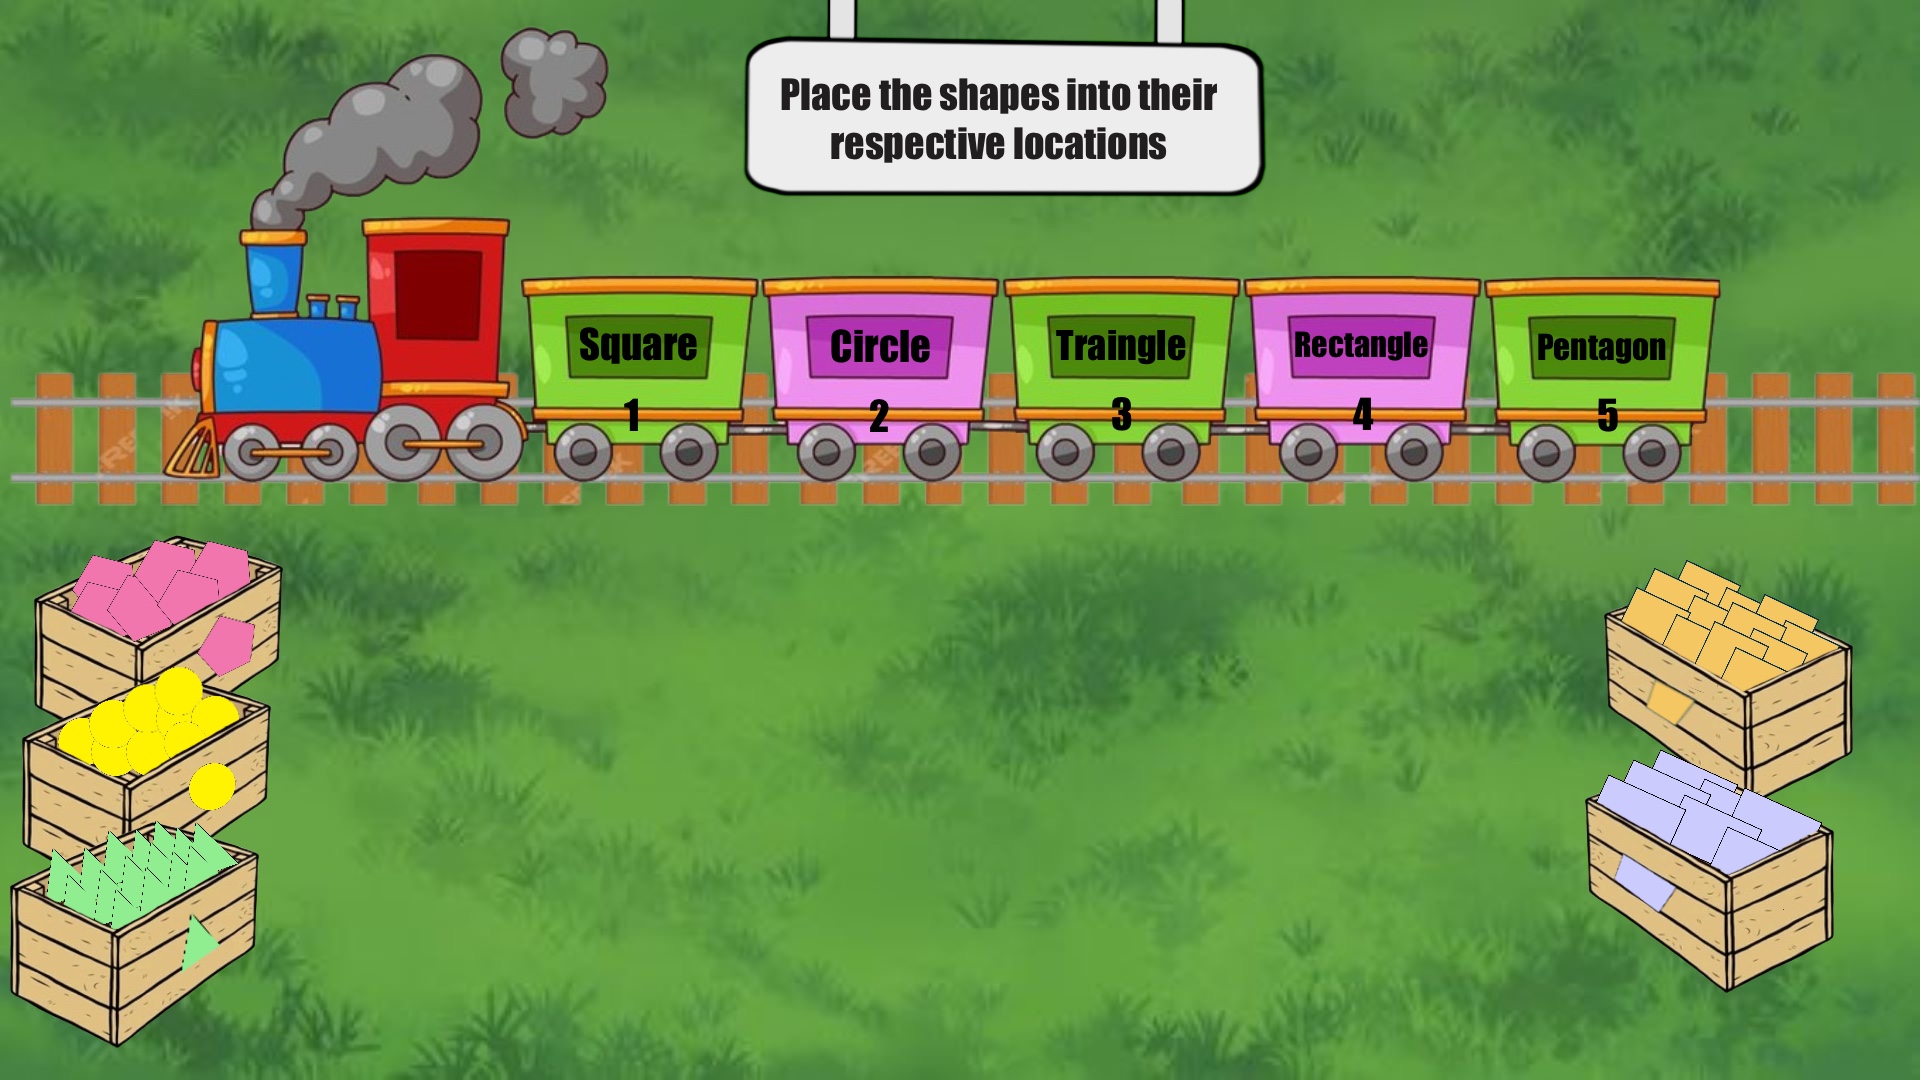 Place the shapes into their
respective locations
Square
Circle
Traingle
Rectangle
Pentagon
1
2
3
4
5